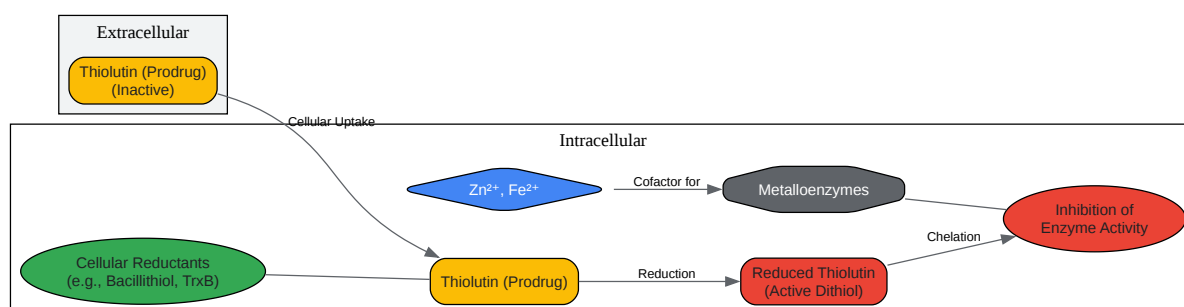 Extracellular
Thiolutin (Prodrug)
(Inactive)
Cellular Uptake
Intracellular
Zn²⁺, Fe²⁺
Cofactor for
Metalloenzymes
Inhibition of
Enzyme Activity
Chelation
Cellular Reductants
(e.g., Bacillithiol, TrxB)
Thiolutin (Prodrug)
Reduction
Reduced Thiolutin
(Active Dithiol)